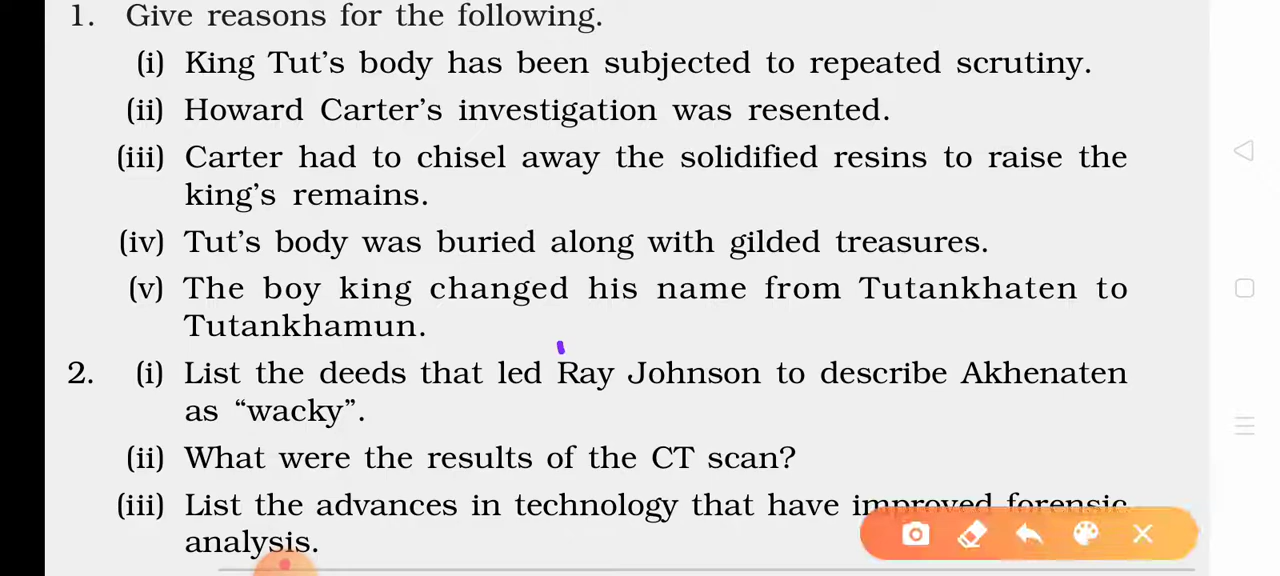 1. Give reasons for the following.
(i) King Tut's body has been subjected to repeated scrutiny.
(ii) Howard Carter's investigation was resented.
(iii) Carter had to chisel away the solidified resins to raise the
king's remains.
(iv) Tut's body was buried along with gilded treasures.
(v) The boy king changed his name from Tutankhaten to
Tutankhamun.
2. (i) List the deeds that led Ray Johnson to describe Akhenaten
as “wacky”.
(ii) What were the results of the CT scan?
(iii) List the advances in technology that have improved forensic
analysis.